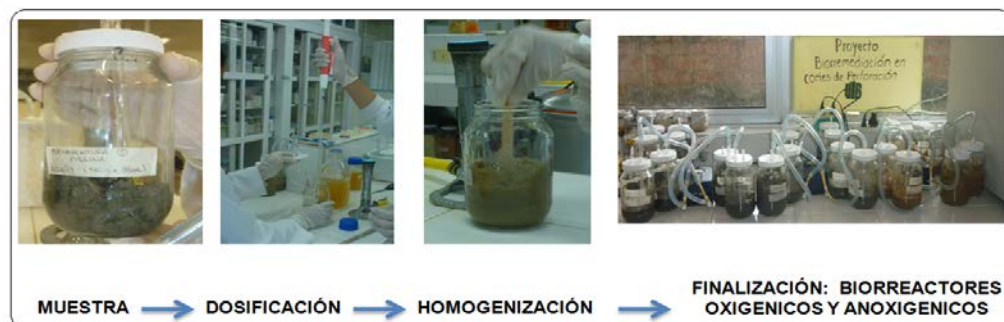 Proyecto
Biorremediación en
cortes de Perforación
MUESTRA
DOSIFICACIÓN
HOMOGENIZACIÓN
FINALIZACIÓN: BIORREACTORES
OXIGENICOS Y ANOXIGENICOS